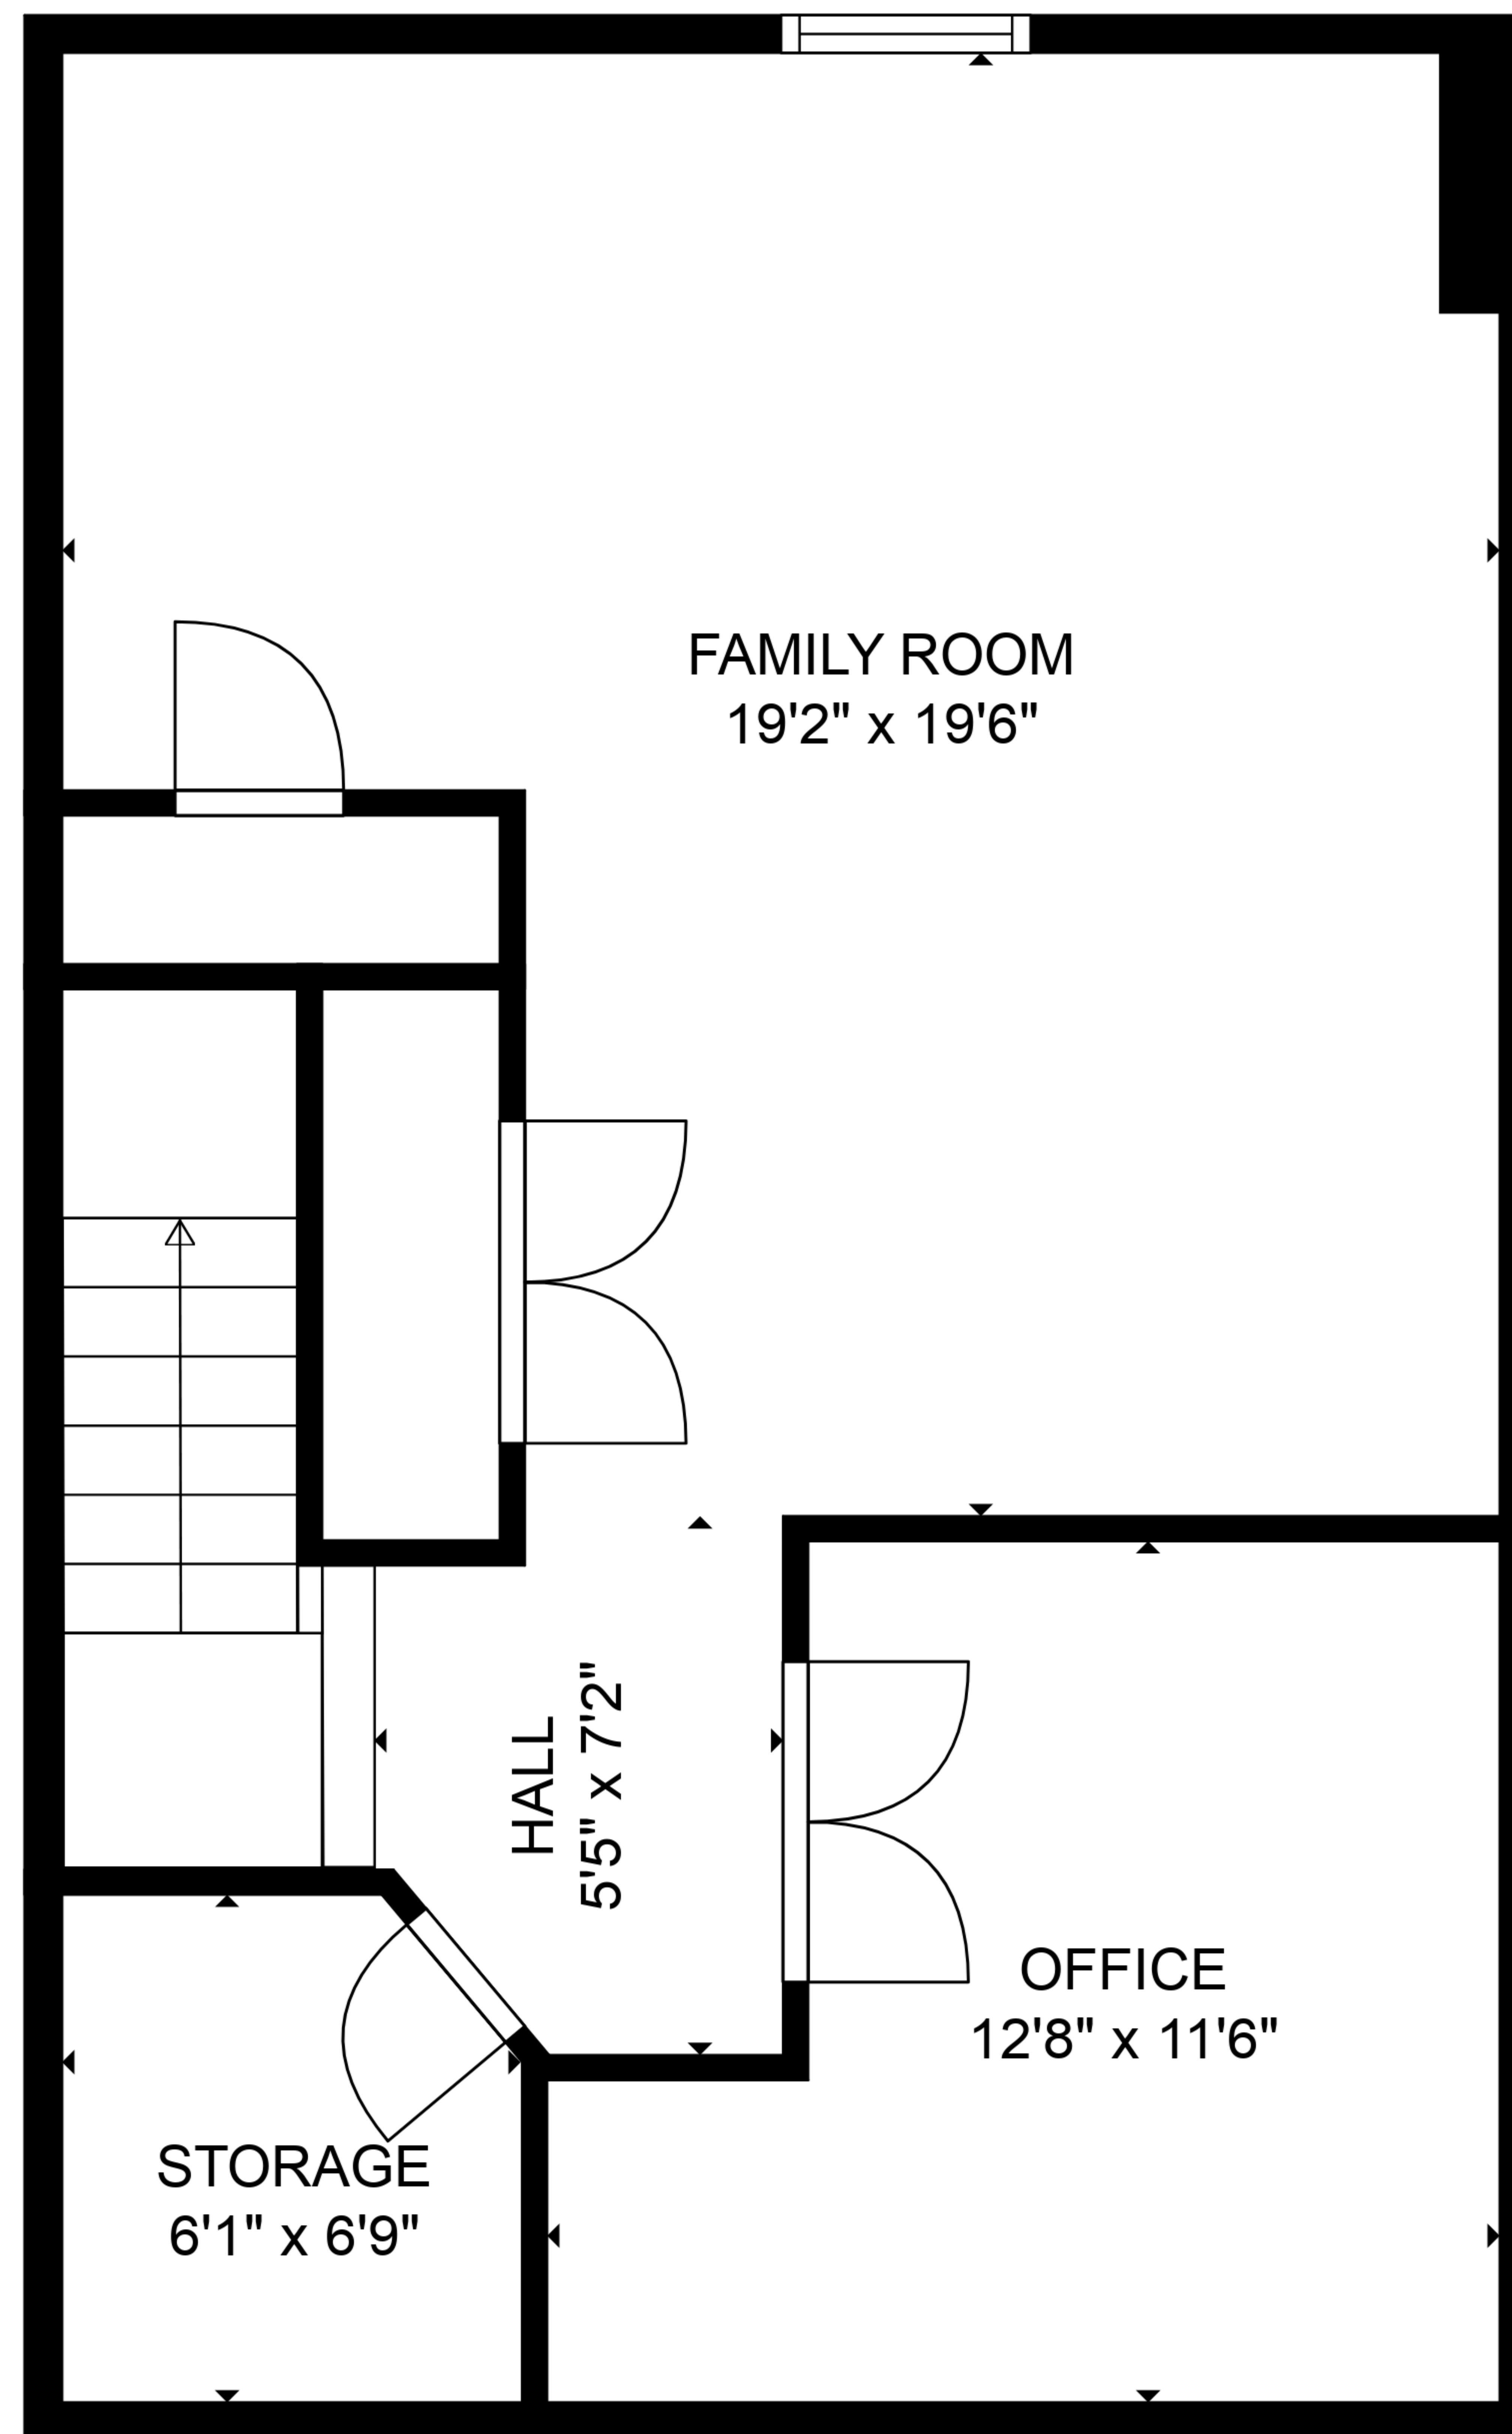 FAMILY ROOM
19'2" x 19'6"
HALL
5'5" x 7'2"
OFFICE
12'8" x 11'6"
STORAGE
6'1" x 6'9"